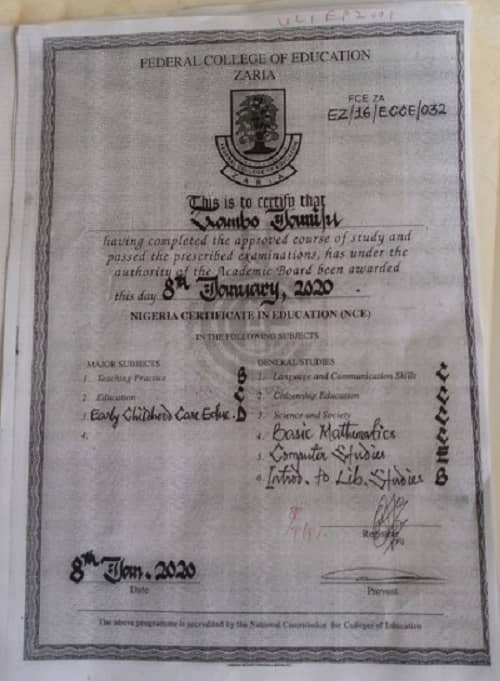 FEDERAL COLLEGE OF EDUCATION
ZARIA
FCE ZA
EZ/16/ECCE/032
ZARIA
This is to certify that
having completed the approved course of study and
passed the prescribed examinations, has under the
authority of the Academic Board been awarded
this day 8th January, 2020.
NIGERIA CERTIFICATE IN EDUCATION (NCE)
IN THE FOLLOWING SUBJECTS
MAJOR SUBJECTS
1. Teaching Practice B
2. Education C
3. Early Childhood Care Educ. D
4.
GENERAL STUDIES
1. Language and Communication Skills
2. Citizenship Education
3. Science and Society
4. Basic Mathematics
5. Computer Studies
6. Introd. to Lib. Studies B
Registrar
8th Jan. 2020
Date
Provost
The above programme is accredited by the National Commission for Colleges of Education